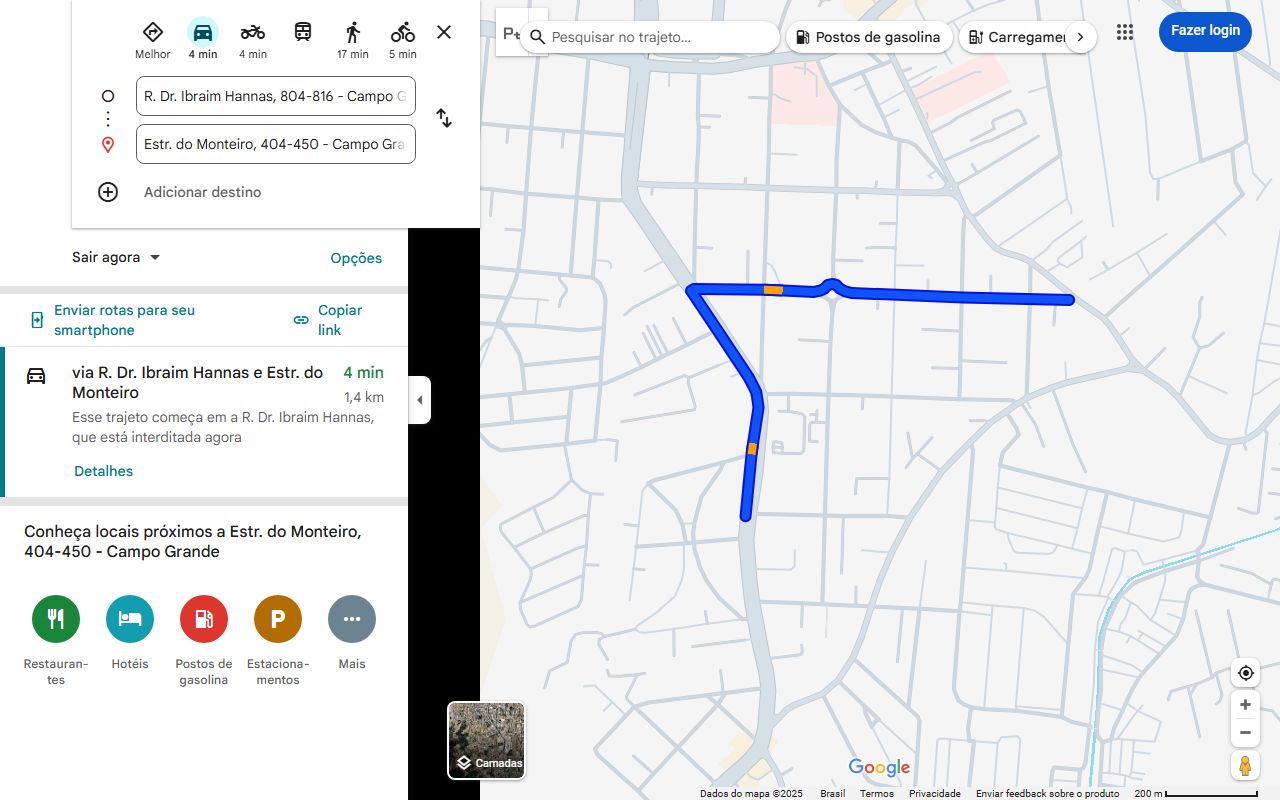 Melhor
4 min
4 min
17 min
5 min
R. Dr. Ibraim Hannas, 804-816 - Campo G
Estr. do Monteiro, 404-450 - Campo Gra
Adicionar destino
Sair agora
Opções
Enviar rotas para seu
smartphone
Copiar
link
via R. Dr. Ibraim Hannas e Estr. do
Monteiro
4 min
1,4 km
Esse trajeto começa em a R. Dr. Ibraim Hannas,
que está interditada agora
Detalhes
Conheça locais próximos a Estr. do Monteiro,
404-450 - Campo Grande
Restauran-
tes
Hotéis
Postos de
gasolina
P
Estaciona-
mentos
Mais
Pesquisar no trajeto...
Postos de gasolina
Carregamen
Fazer login
Camadas
Google
Dados do mapa ©2025 Brasil Termos Privacidade Enviar feedback sobre o produto 200 m